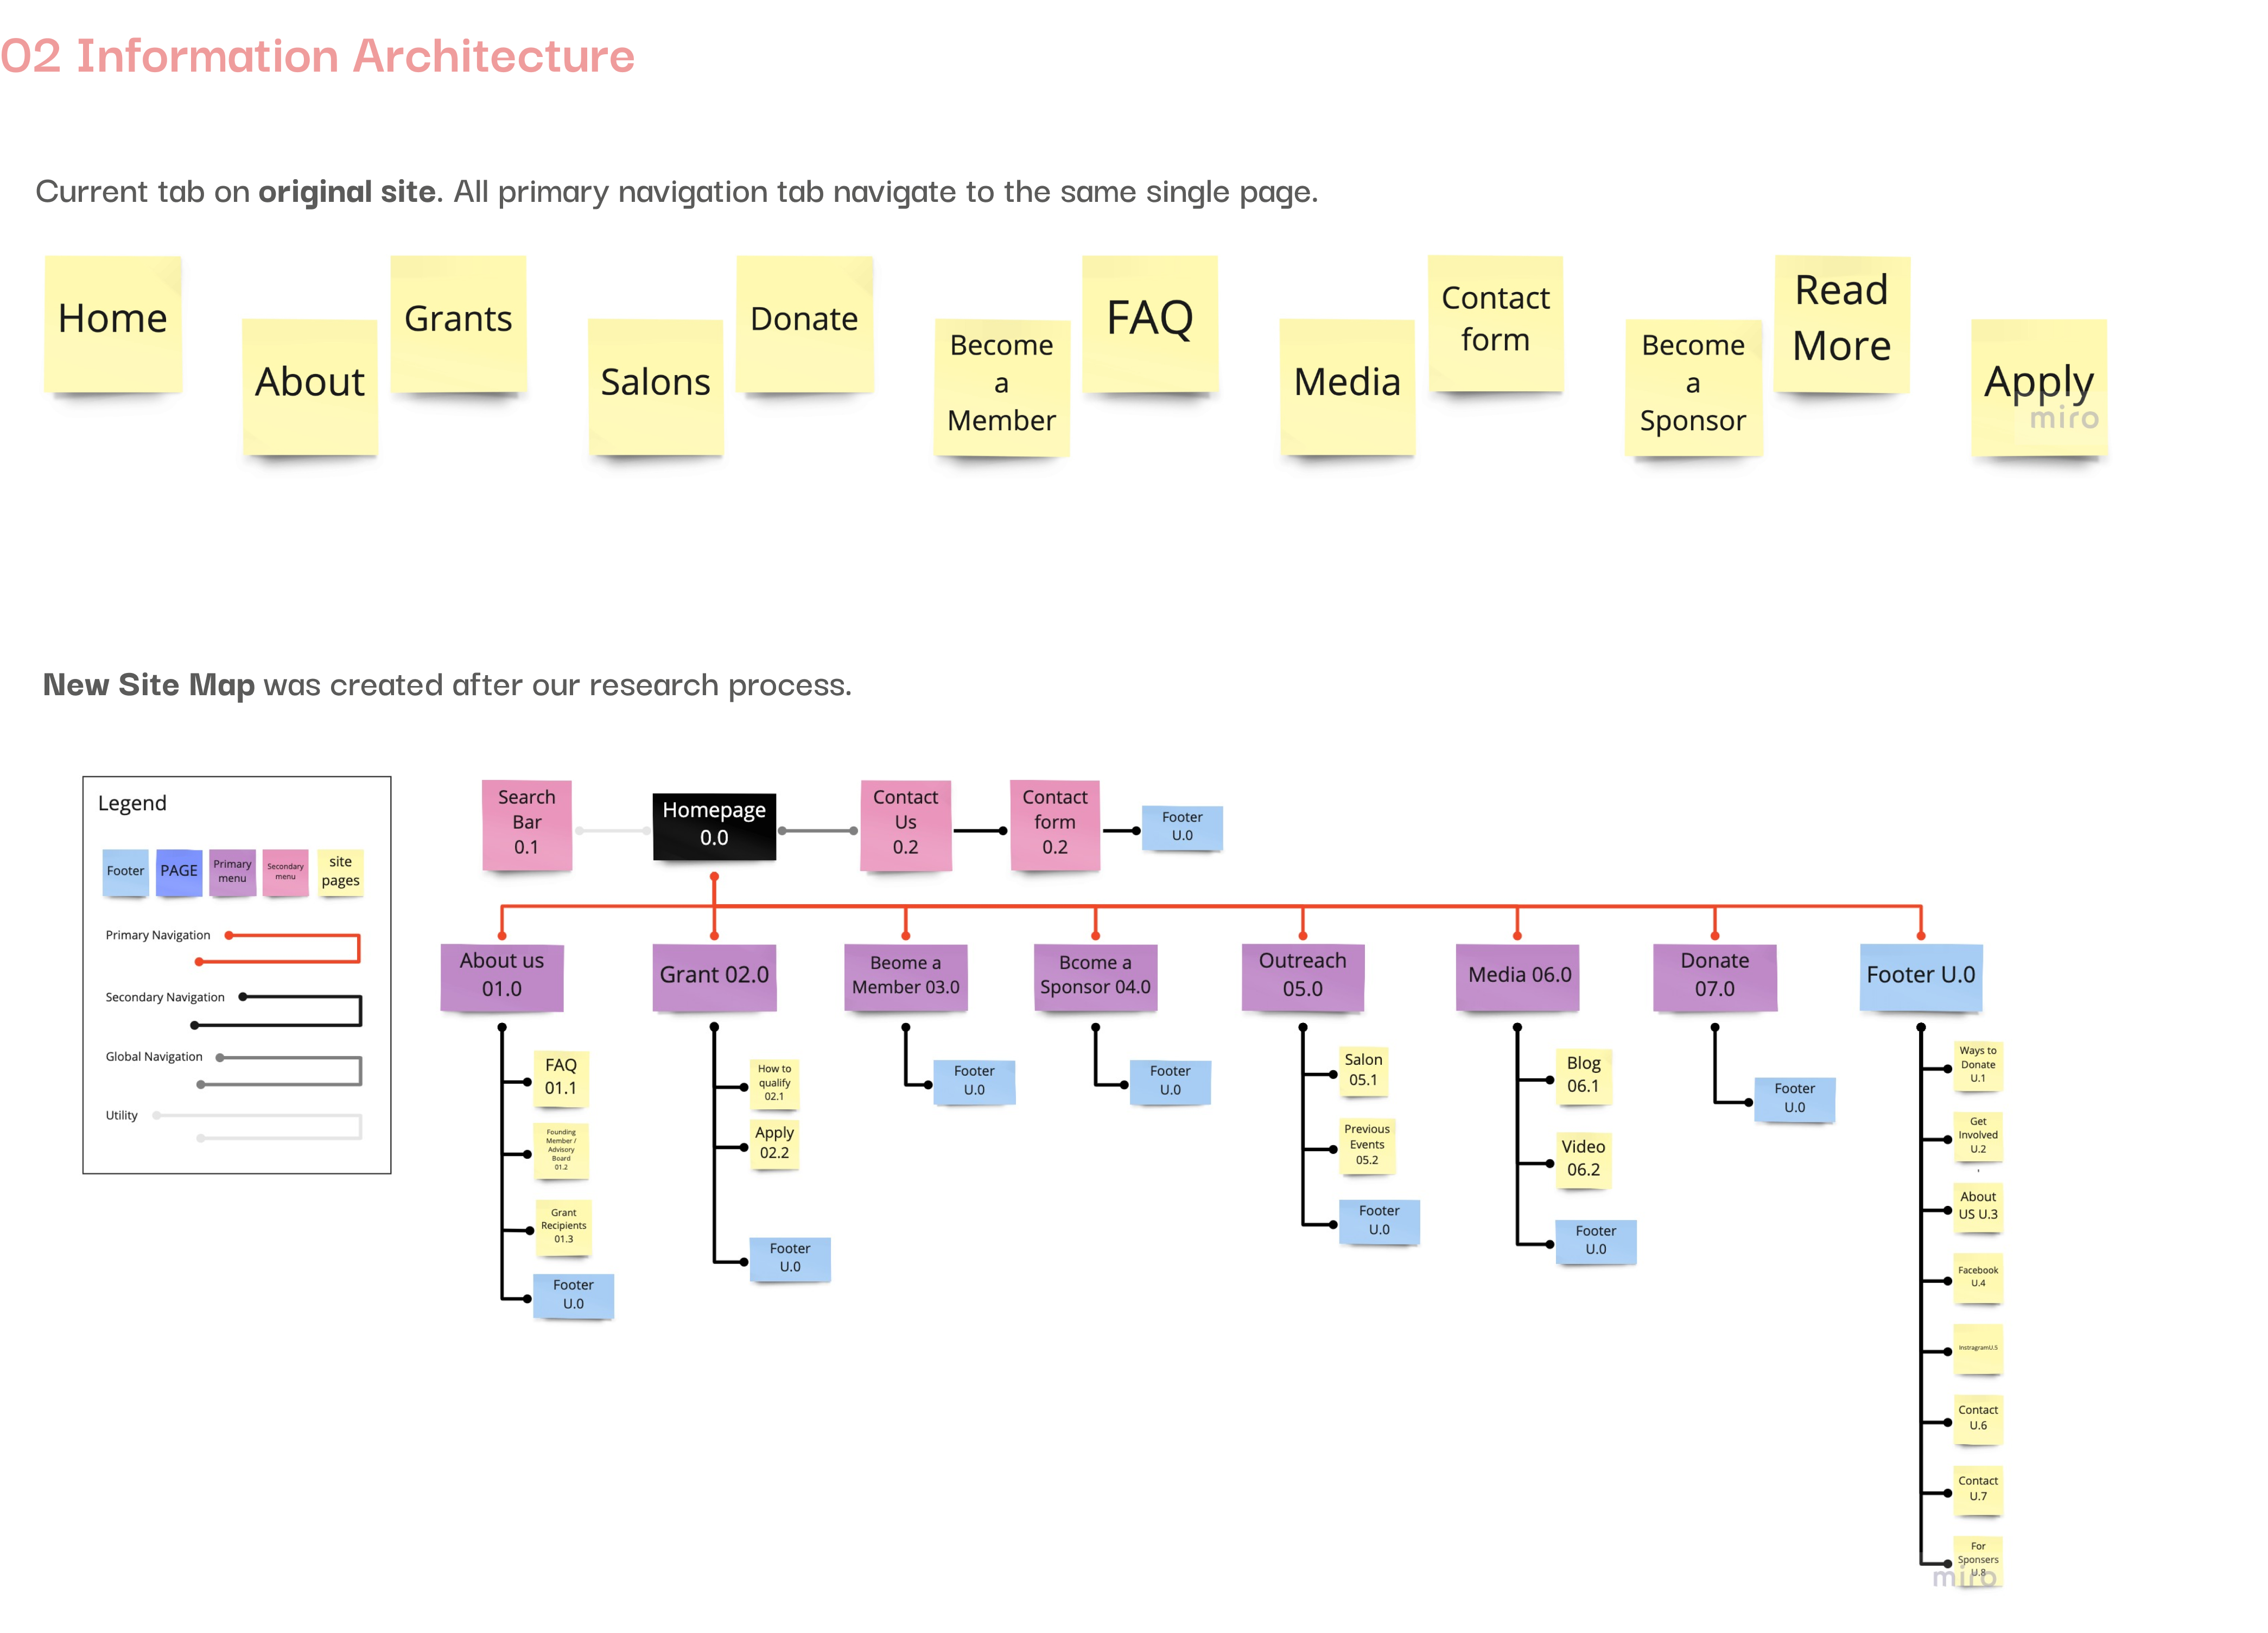 02 Information Architecture
Current tab on original site. All primary navigation tab navigate to the same single page.
Home
About
Grants
Salons
Donate
Become
a
Member
FAQ
Media
Contact
form
Become
a
Sponsor
Read
More
Apply
miro
New Site Map was created after our research process.
Legend
Footer
PAGE
Primary
menu
Secondary
menu
site
pages
Primary Navigation
Secondary Navigation
Global Navigation
Utility
Search
Bar
0.1
Homepage
0.0
Contact
Us
0.2
Contact
form
0.2
Footer
U.0
About us
01.0
FAQ
01.1
Founding
Member /
Advisory
Board
01.2
Grant
Recipients
01.3
Footer
U.0
Grant 02.0
How to
qualify
02.1
Apply
02.2
Footer
U.0
Beome a
Member 03.0
Footer
U.0
Bcome a
Sponsor 04.0
Footer
U.0
Outreach
05.0
Salon
05.1
Previous
Events
05.2
Footer
U.0
Media 06.0
Blog
06.1
Video
06.2
Footer
U.0
Donate
07.0
Footer
U.0
Footer U.0
Ways to
Donate
U.1
Get
Involved
U.2
,
About
US U.3
Facebook
U.4
InstragramU.5
Contact
U.6
Contact
U.7
For
Sponsers
U.8
miro